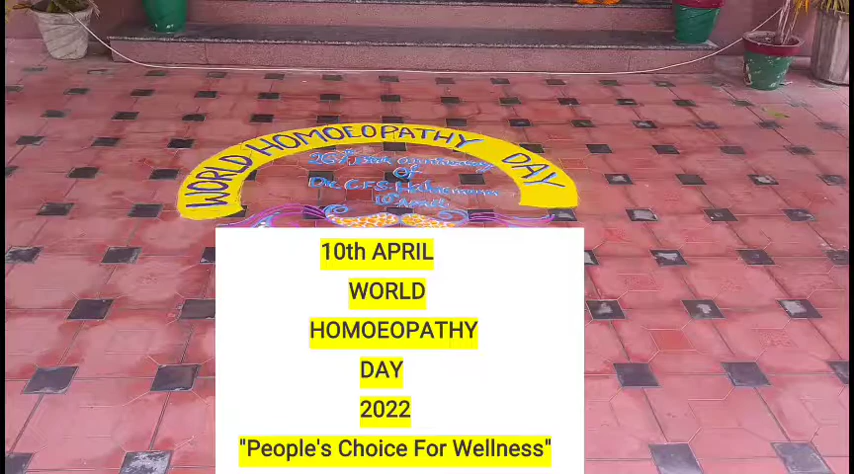 WORLD HOMOEOPATHY DAY
of
10th APRIL
WORLD
HOMOEOPATHY
DAY
2022
"People's Choice For Wellness"